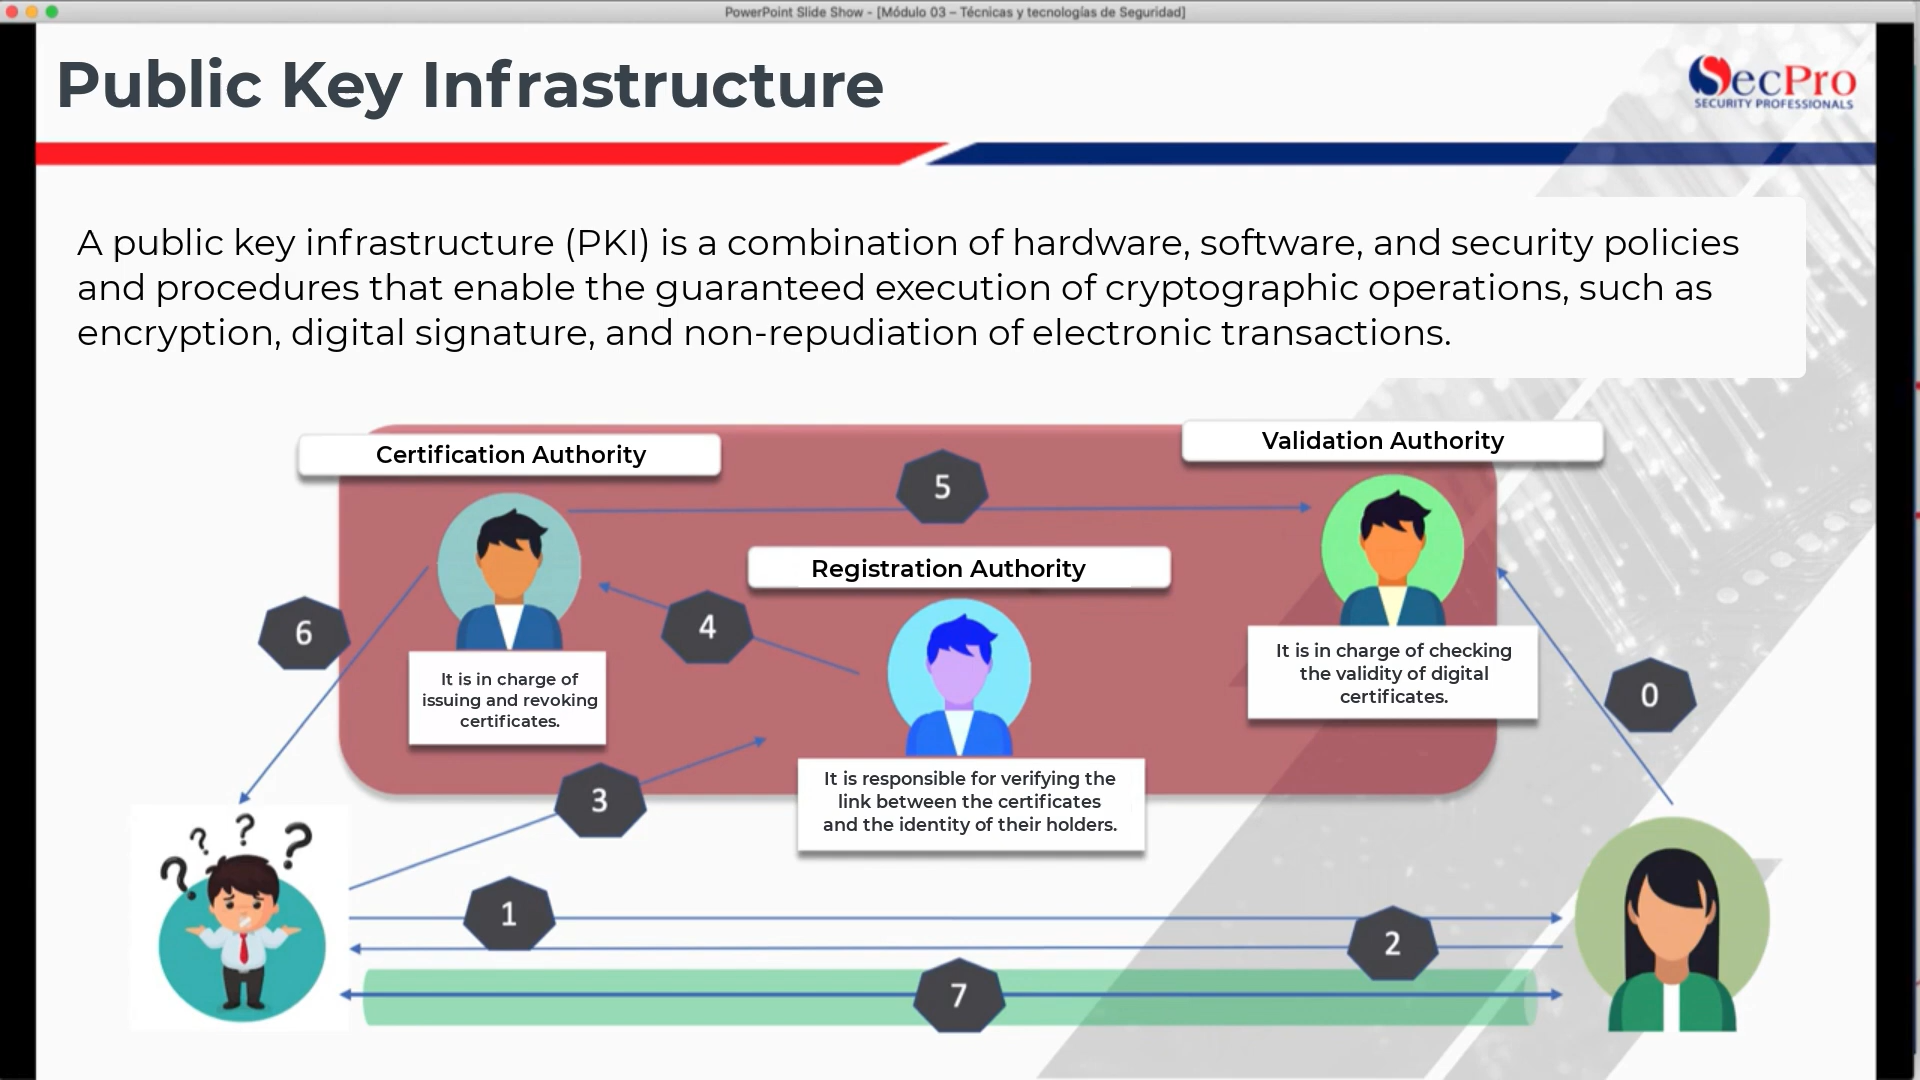 PowerPoint Slide Show - [Módulo 03 – Técnicas y tecnologías de Seguridad]
Public Key Infrastructure
SecPro
SECURITY PROFESSIONALS
A public key infrastructure (PKI) is a combination of hardware, software, and security policies
and procedures that enable the guaranteed execution of cryptographic operations, such as
encryption, digital signature, and non-repudiation of electronic transactions.
Certification Authority
Validation Authority
5
Registration Authority
6
4
It is in charge of
issuing and revoking
certificates.
It is in charge of checking
the validity of digital
certificates.
0
3
It is responsible for verifying the
link between the certificates
and the identity of their holders.
? ? ? ?
1
2
7